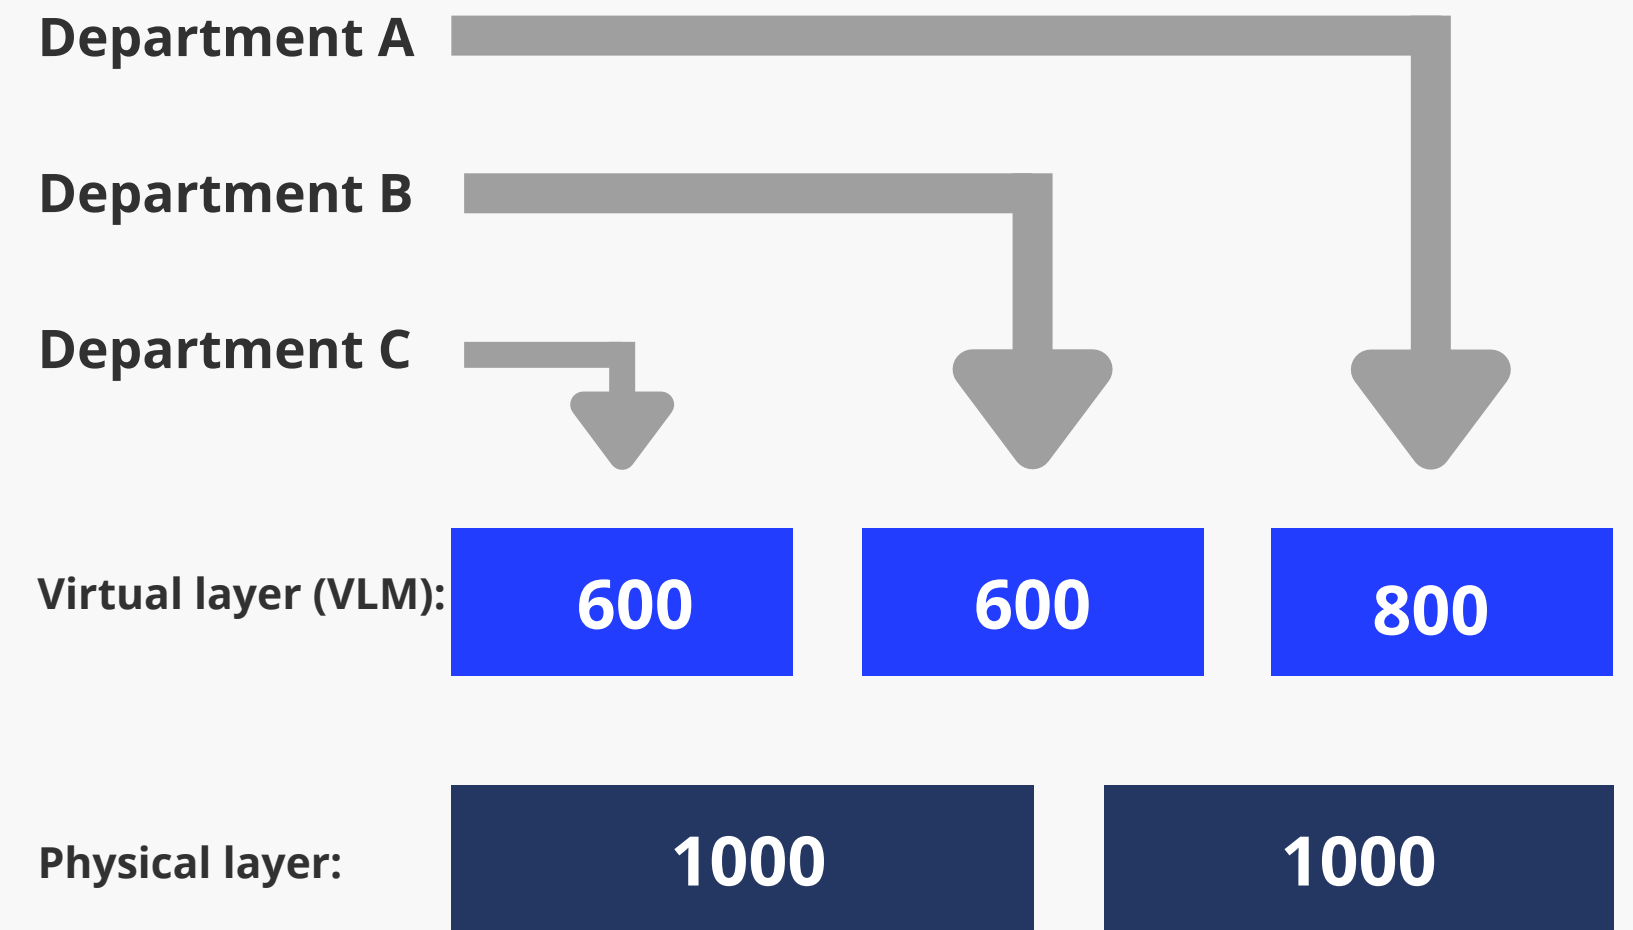 Department A
Department B
Department C
Virtual layer (VLM): 600 600 800
Physical layer: 1000 1000